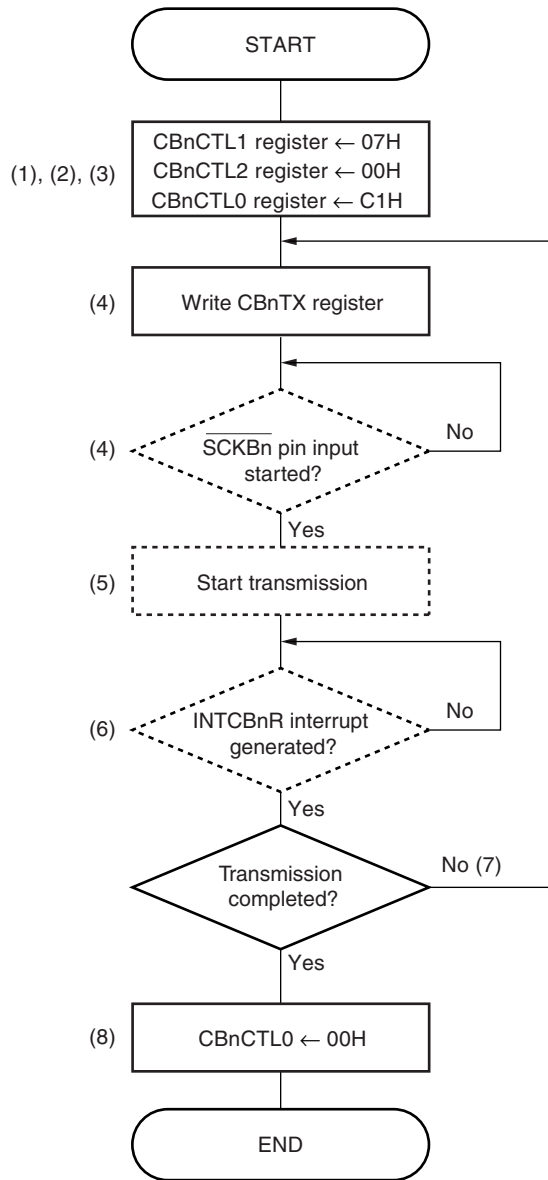 START
(1), (2), (3)
CBnCTL1 register ← 07H
CBnCTL2 register ← 00H
CBnCTL0 register ← C1H
(4)
Write CBnTX register
(4)
S̅C̅K̅B̅n̅ pin input
started?
No
Yes
(5)
Start transmission
(6)
INTCBnR interrupt
generated?
No
Yes
Transmission
completed?
No (7)
Yes
(8)
CBnCTL0 ← 00H
END